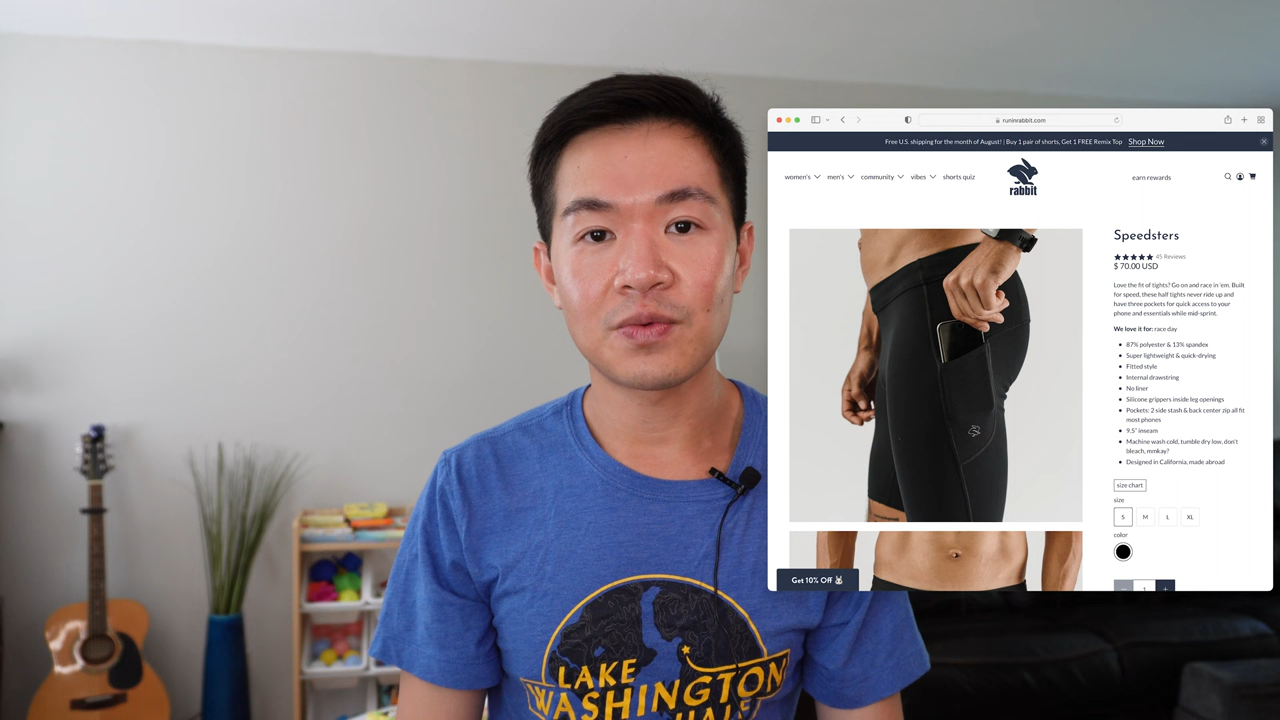 runinrabbit.com
Free U.S. shipping for the month of August! | Buy 1 pair of shorts, Get 1 FREE Remix Top Shop Now
women's men's community vibes shorts quiz
rabbit
earn rewards
Speedsters
45 Reviews
$ 70.00 USD
Love the fit of tights? Go on and race in 'em. Built
for speed, these half tights never ride up and
have three pockets for quick access to your
phone and essentials while mid-sprint.
We love it for: race day
87% polyester & 13% spandex
Super lightweight & quick-drying
Fitted style
Internal drawstring
No liner
Silicone grippers inside leg openings
Pockets: 2 side stash & back center zip all fit
most phones
9.5" inseam
Machine wash cold, tumble dry low, don't
bleach, mmkay?
Designed in California, made abroad
size chart
size
S M L XL
color
1
Get 10% Off
LAKE
WASHINGTON
HALF